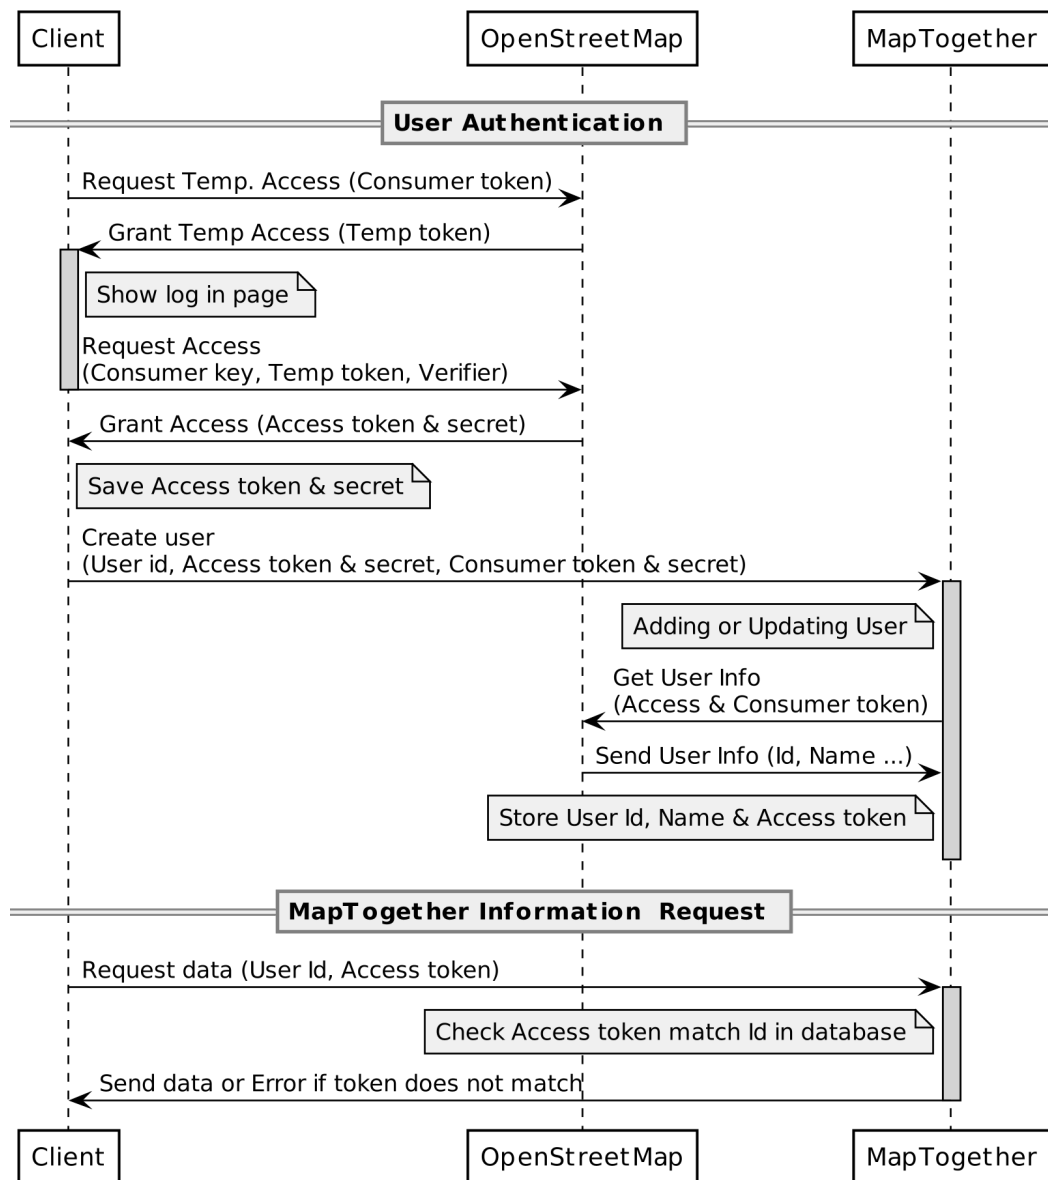 Client
OpenStreetMap
MapTogether
User Authentication
Request Temp. Access (Consumer token)
Grant Temp Access (Temp token)
Show log in page
Request Access
(Consumer key, Temp token, Verifier)
Grant Access (Access token & secret)
Save Access token & secret
Create user
(User id, Access token & secret, Consumer token & secret)
Adding or Updating User
Get User Info
(Access & Consumer token)
Send User Info (Id, Name ...)
Store User Id, Name & Access token
MapTogether Information Request
Request data (User Id, Access token)
Check Access token match Id in database
Send data or Error if token does not match
Client
OpenStreetMap
MapTogether